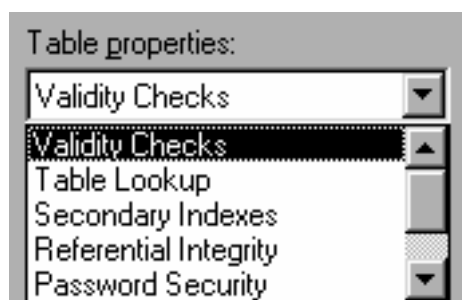 Table properties:
Validity Checks
Validity Checks
Table Lookup
Secondary Indexes
Referential Integrity
Password Security